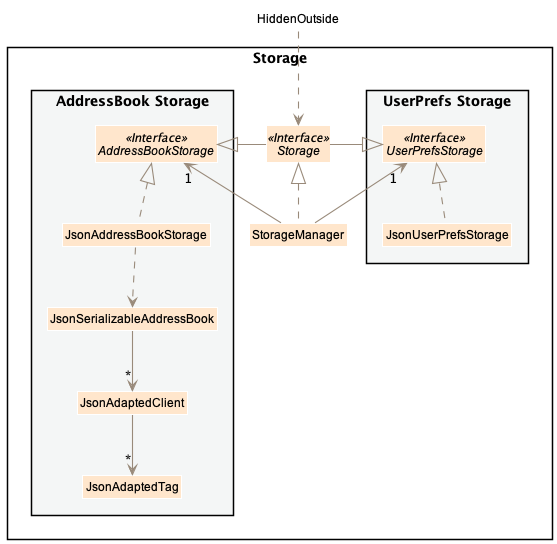 HiddenOutside
Storage
AddressBook Storage
UserPrefs Storage
«Interface»
AddressBookStorage
«Interface»
Storage
«Interface»
UserPrefsStorage
1
1
JsonAddressBookStorage
StorageManager
JsonUserPrefsStorage
JsonSerializableAddressBook
*
JsonAdaptedClient
*
JsonAdaptedTag